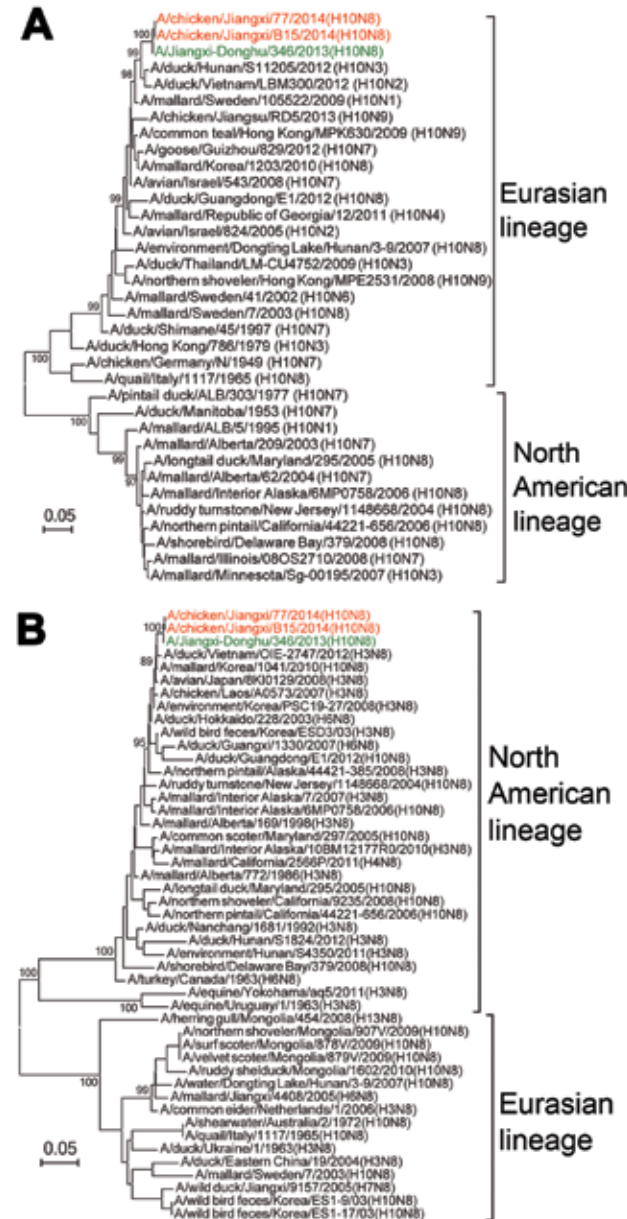 A
A/chicken/Jiangxi/77/2014(H10N8)
100
A/chicken/Jiangxi/B15/2014(H10N8)
A/Jiangxi-Donghu/346/2013(H10N8)
99
A/duck/Hunan/S11205/2012 (H10N3)
98
A/duck/Vietnam/LBM300/2012 (H10N2)
A/mallard/Sweden/105522/2009 (H10N1)
A/chicken/Jiangsu/RD5/2013 (H10N9)
A/common teal/Hong Kong/MPK630/2009 (H10N9)
A/goose/Guizhou/829/2012 (H10N7)
A/mallard/Korea/1203/2010 (H10N8)
A/avian/Israel/543/2008 (H10N7)
99
A/duck/Guangdong/E1/2012 (H10N8)
A/mallard/Republic of Georgia/12/2011 (H10N4)
A/avian/Israel/824/2005 (H10N2)
A/environment/Dongting Lake/Hunan/3-9/2007 (H10N8)
A/duck/Thailand/LM-CU4752/2009 (H10N3)
A/northern shoveler/Hong Kong/MPE2531/2008 (H10N9)
A/mallard/Sweden/41/2002 (H10N6)
99
A/mallard/Sweden/7/2003 (H10N8)
A/duck/Shimane/45/1997 (H10N7)
A/duck/Hong Kong/786/1979 (H10N3)
100
A/chicken/Germany/N/1949 (H10N7)
A/quail/Italy/1117/1965 (H10N8)
Eurasian
lineage
A/pintail duck/ALB/303/1977 (H10N7)
A/duck/Manitoba/1953 (H10N7)
100
A/mallard/ALB/5/1995 (H10N1)
A/mallard/Alberta/209/2003 (H10N7)
99
A/longtail duck/Maryland/295/2005 (H10N8)
A/mallard/Alberta/62/2004 (H10N7)
97
A/mallard/Interior Alaska/6MP0758/2006 (H10N8)
A/ruddy turnstone/New Jersey/1148668/2004 (H10N8)
A/northern pintail/California/44221-656/2006 (H10N8)
A/shorebird/Delaware Bay/379/2008 (H10N8)
A/mallard/Illinois/08OS2710/2008 (H10N7)
A/mallard/Minnesota/Sg-00195/2007 (H10N3)
North
American
lineage
0.05
B
A/chicken/Jiangxi/77/2014(H10N8)
100
A/chicken/Jiangxi/B15/2014(H10N8)
A/Jiangxi-Donghu/346/2013(H10N8)
A/duck/Vietnam/OIE-2747/2012(H3N8)
89
A/mallard/Korea/1041/2010(H10N8)
A/avian/Japan/8KI0129/2008(H3N8)
A/chicken/Laos/A0573/2007(H3N8)
A/environment/Korea/PSC19-27/2008(H10N8)
A/duck/Hokkaido/228/2003(H6N8)
A/wild bird feces/Korea/ESD3/03(H3N8)
95
A/duck/Guangxi/1330/2007(H6N8)
A/duck/Guangdong/E1/2012(H10N8)
A/northern pintail/Alaska/44421-385/2008(H3N8)
A/ruddy turnstone/New Jersey/1148668/2004(H10N8)
A/mallard/Interior Alaska/7/2007(H3N8)
A/mallard/Interior Alaska/6MP0758/2006(H10N8)
A/mallard/Alberta/169/1998(H3N8)
A/common scoter/Maryland/297/2005(H10N8)
A/mallard/Interior Alaska/10BM12177R0/2010(H3N8)
A/mallard/California/2566P/2011(H4N8)
A/mallard/Alberta/772/1986(H3N8)
A/longtail duck/Maryland/295/2005(H10N8)
A/northern shoveler/California/9235/2008(H10N8)
A/northern pintail/California/44221-656/2006(H10N8)
A/duck/Nanchang/1681/1992(H3N8)
A/duck/Hunan/S1824/2012(H3N8)
100
A/environment/Hunan/S4350/2011(H3N8)
A/shorebird/Delaware Bay/379/2008(H10N8)
100
A/turkey/Canada/1963(H6N8)
A/equine/Yokohama/aq5/2011(H3N8)
100
A/equine/Uruguay/1/1963(H3N8)
North
American
lineage
A/herring gull/Mongolia/454/2008(H13N8)
A/northern shoveler/Mongolia/907V/2009(H10N8)
A/surf scoter/Mongolia/878V/2009(H10N8)
A/velvet scoter/Mongolia/879V/2009(H10N8)
100
A/ruddy shelduck/Mongolia/1602/2010(H10N8)
A/water/Dongting Lake/Hunan/3-9/2007(H10N8)
99
A/mallard/Jiangxi/4408/2005(H6N8)
A/common eider/Netherlands/1/2006(H3N8)
A/shearwater/Australia/2/1972(H10N8)
A/quail/Italy/1117/1965(H10N8)
A/duck/Ukraine/1/1963(H3N8)
A/duck/Eastern China/19/2004(H3N8)
A/mallard/Sweden/7/2003(H10N8)
A/wild duck/Jiangxi/9157/2005(H7N8)
A/wild bird feces/Korea/ES1-9/03(H10N8)
A/wild bird feces/Korea/ES1-17/03(H10N8)
Eurasian
lineage
0.05